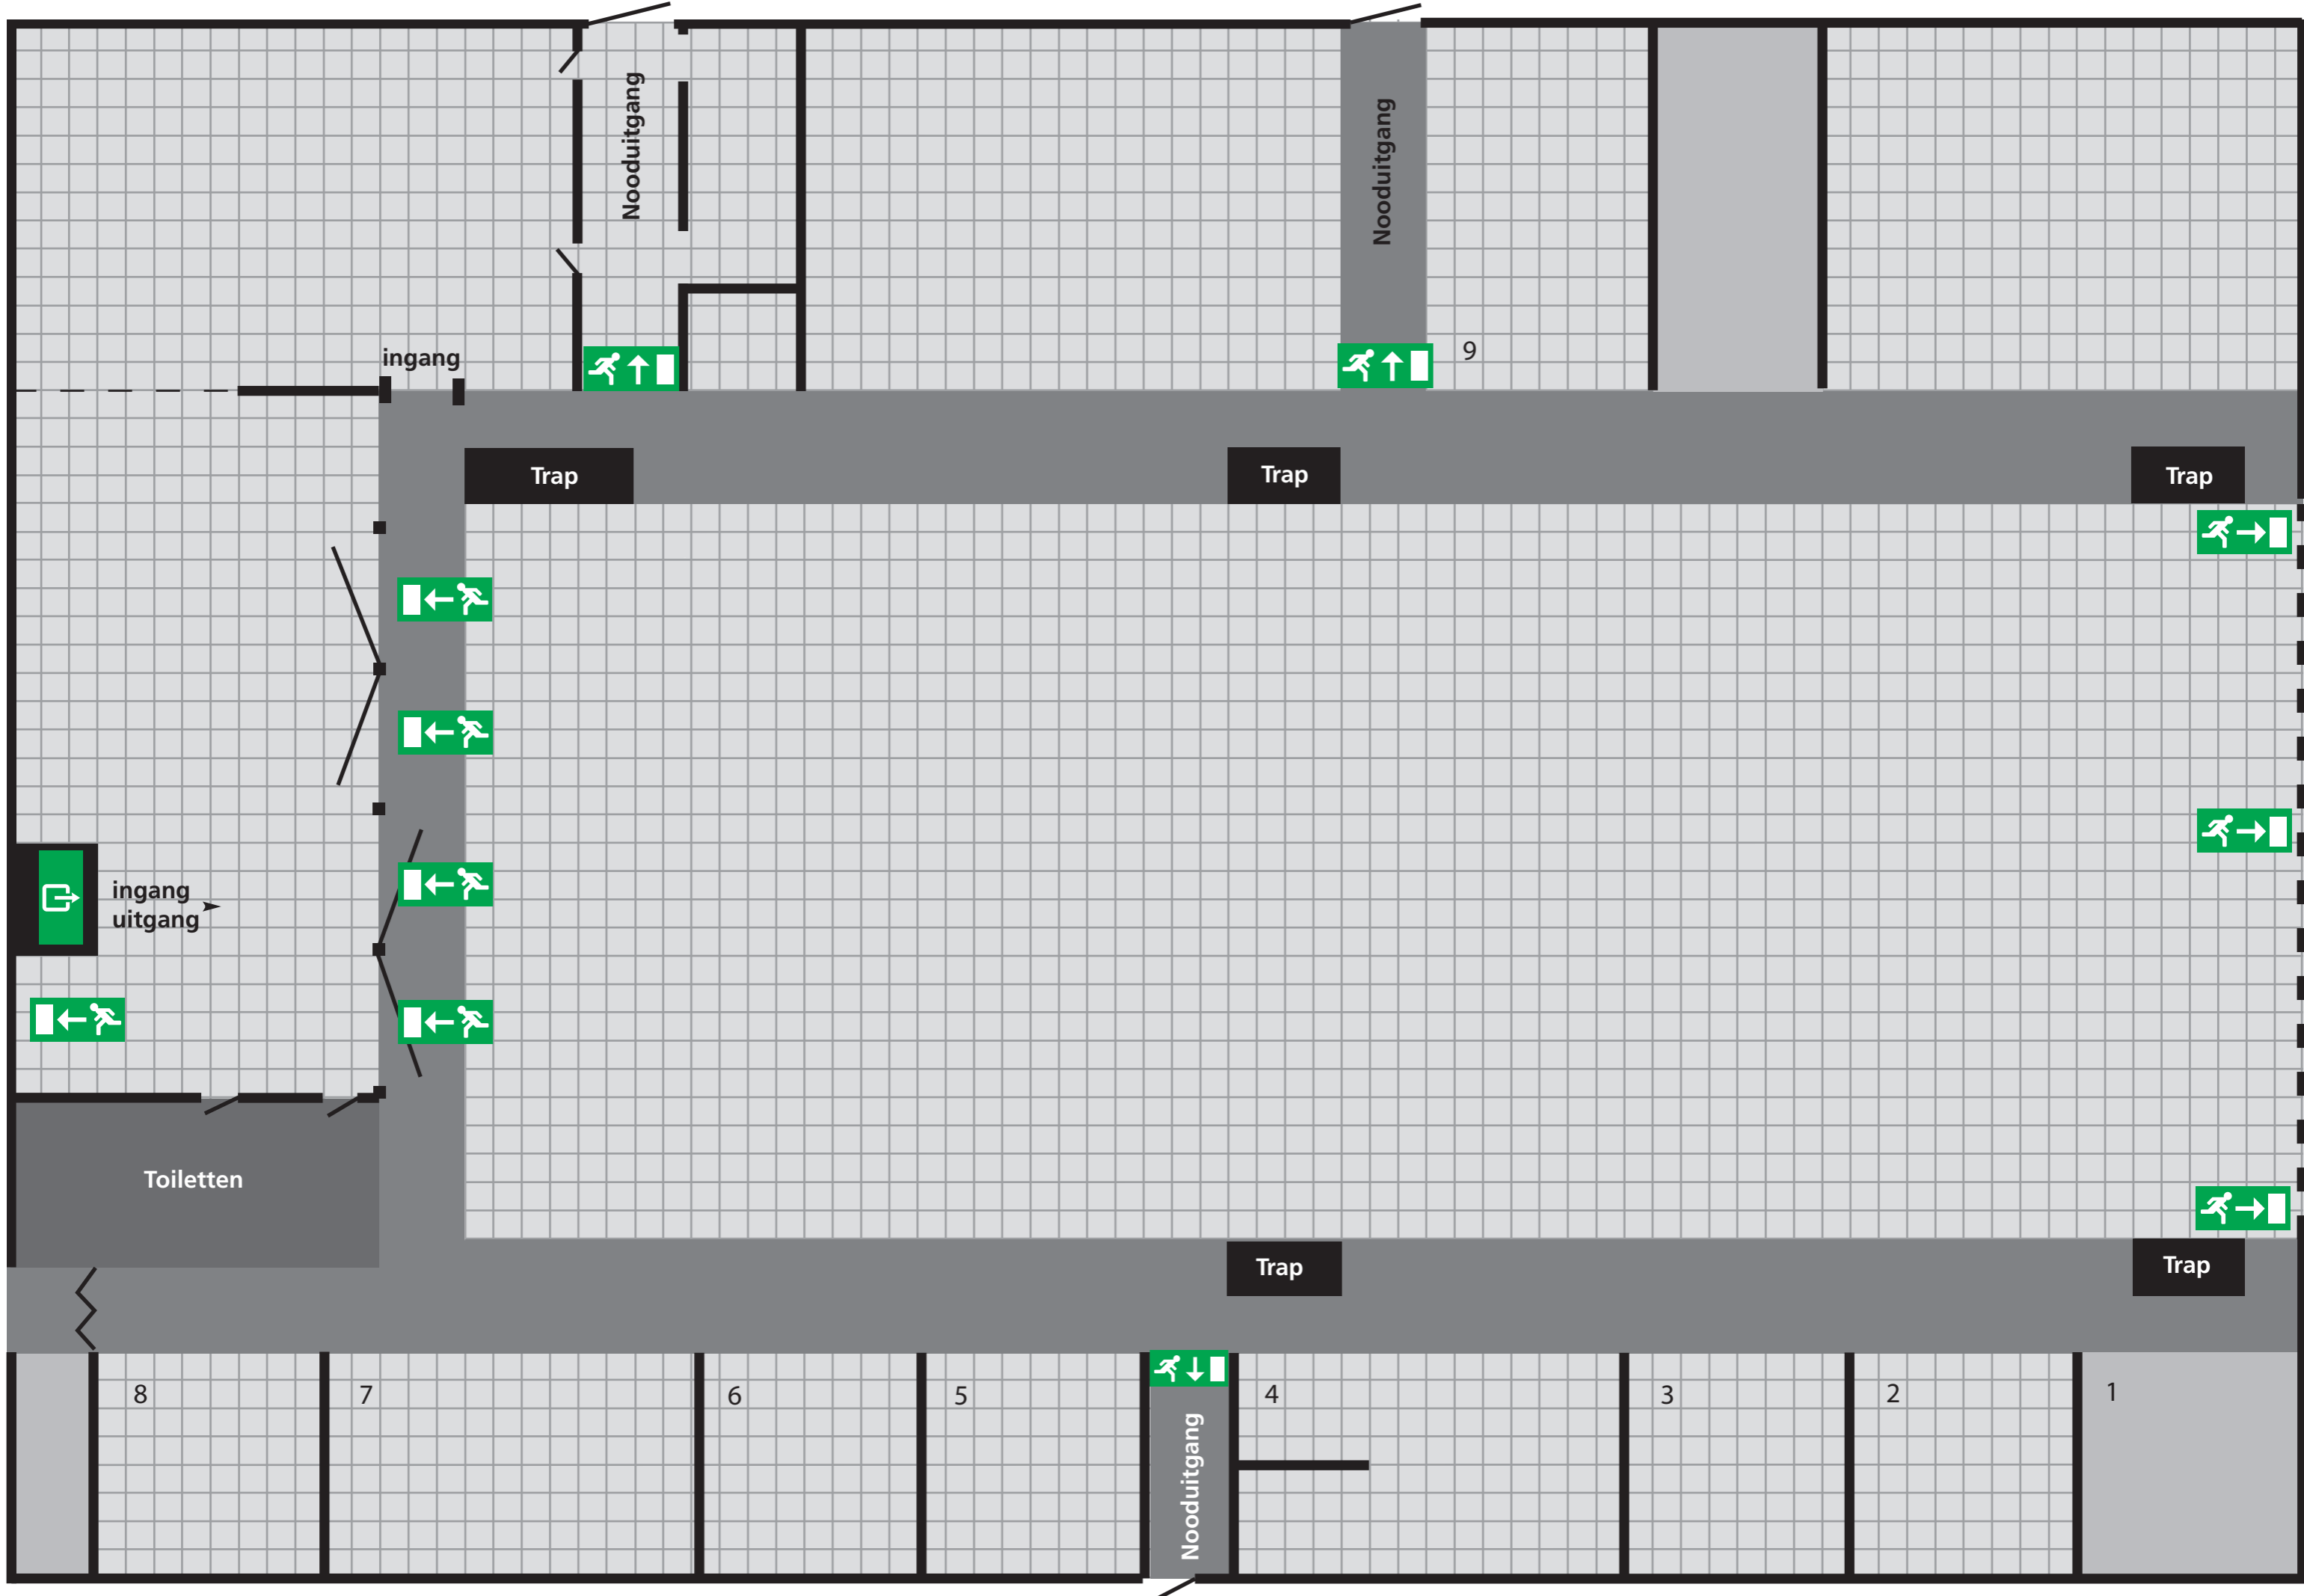 Nooduitgang
Nooduitgang
ingang
9
Trap
Trap
Trap
ingang
uitgang
Toiletten
Trap
Trap
8
7
6
5
4
3
2
1
Nooduitgang